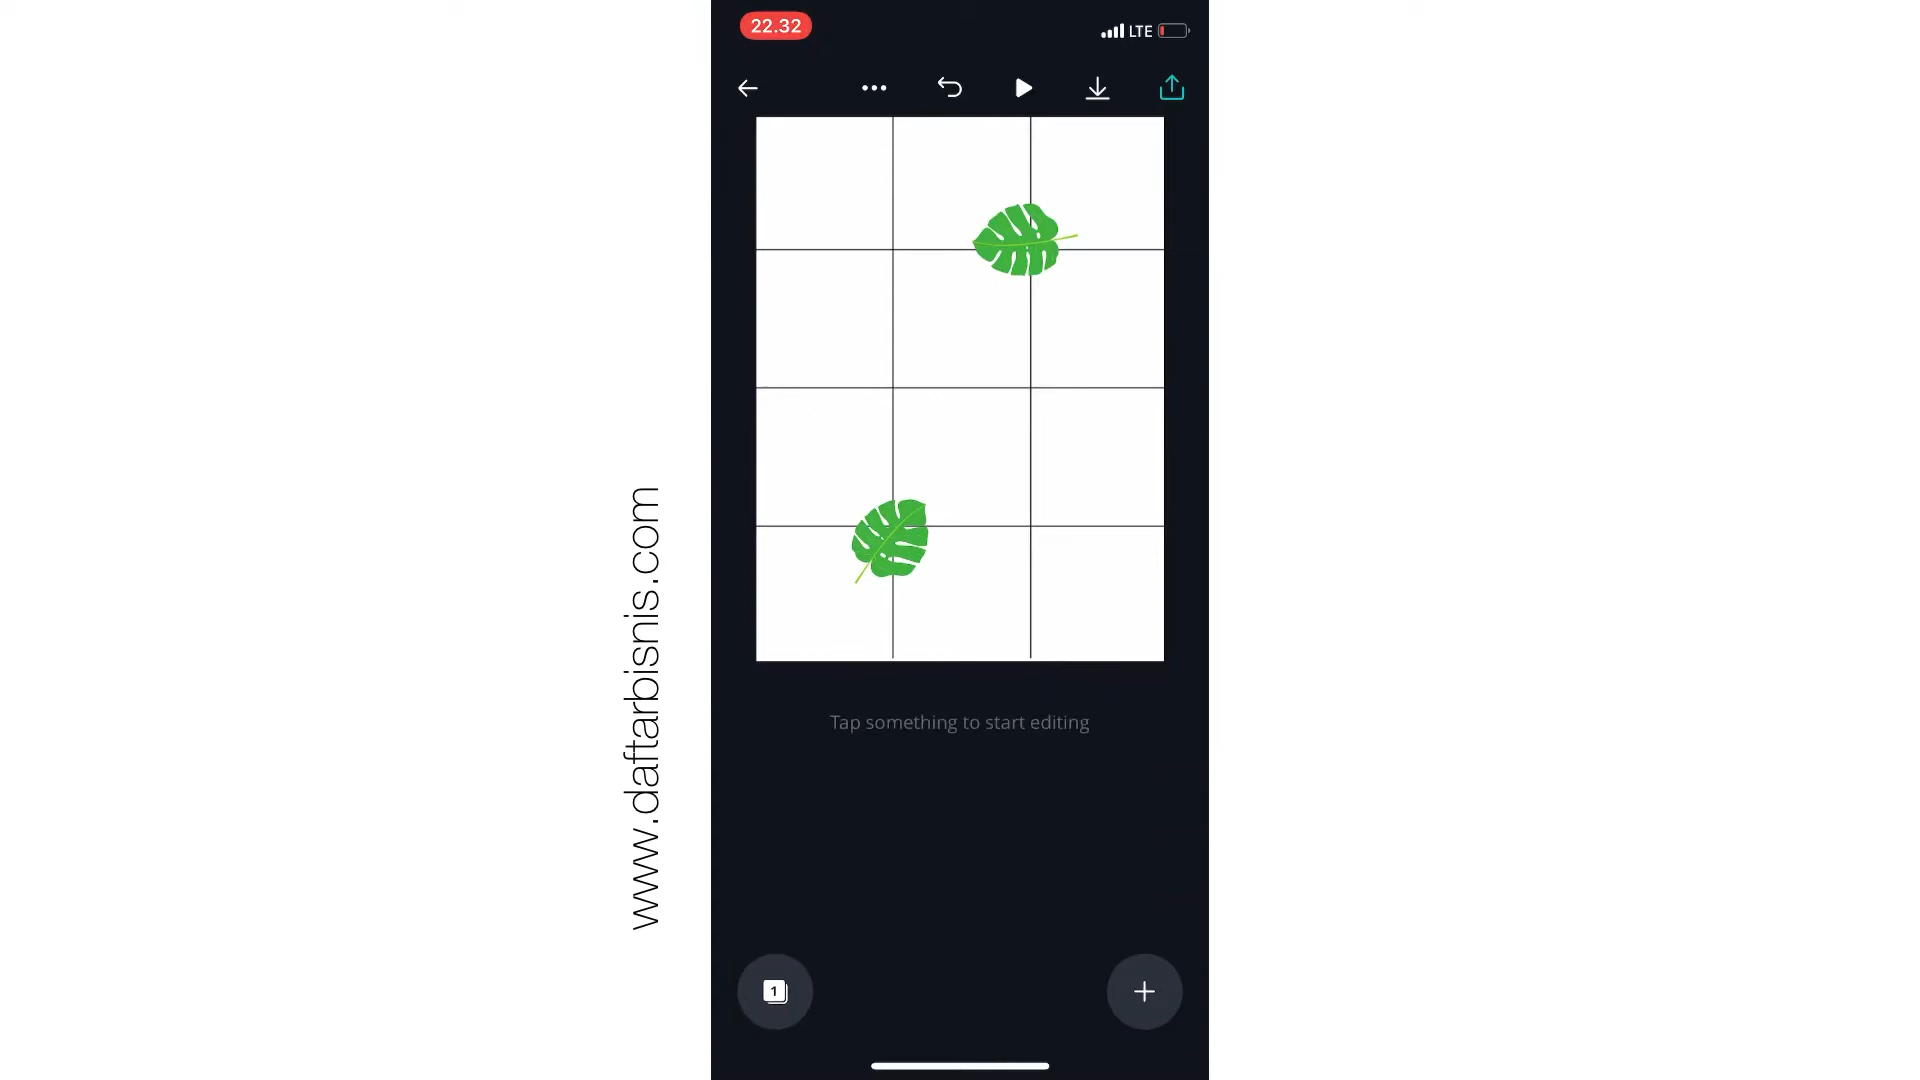 22.32
LTE
www.daftarbisnis.com
Tap something to start editing
1